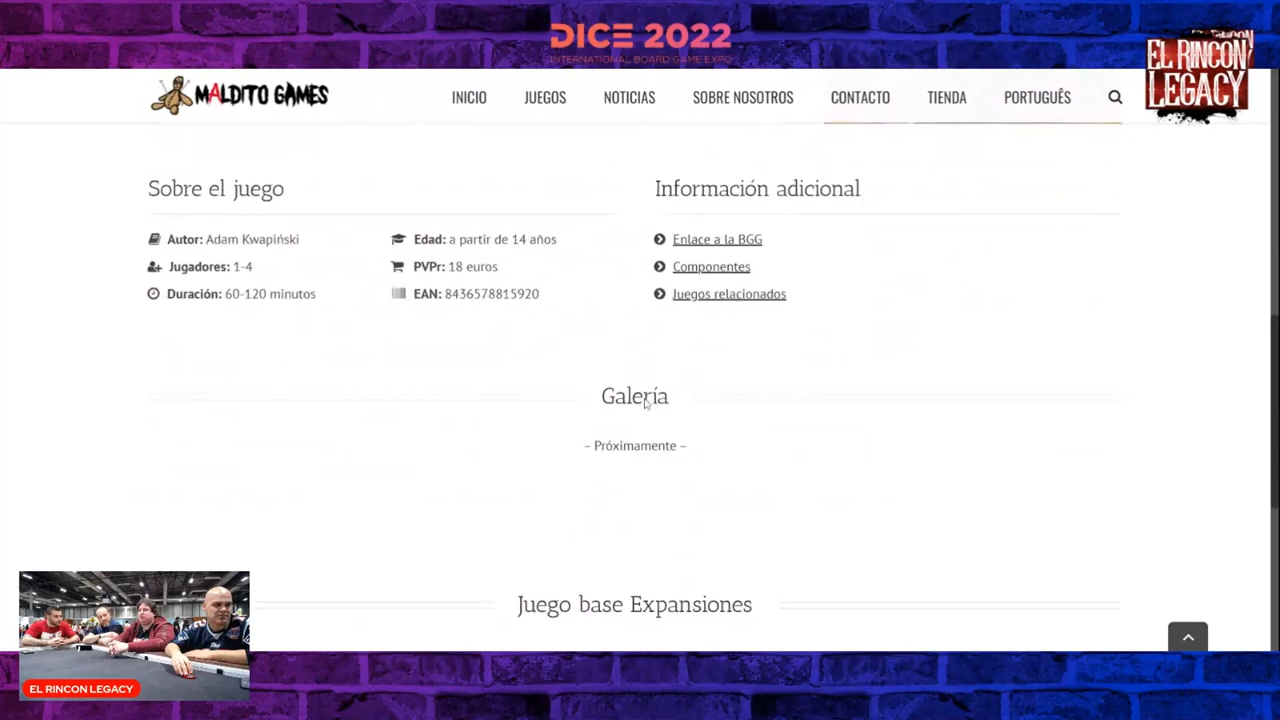 DICE 2022
INTERNATIONAL BOARD GAME EXPO
EL RINCON
LEGACY
MALDITO GAMES
INICIO
JUEGOS
NOTICIAS
SOBRE NOSOTROS
CONTACTO
TIENDA
PORTUGUÊS
Sobre el juego
Información adicional
Autor: Adam Kwapiński
Edad: a partir de 14 años
Enlace a la BGG
Jugadores: 1-4
PVPr: 18 euros
Componentes
Duración: 60-120 minutos
EAN: 8436578815920
Juegos relacionados
Galería
– Próximamente –
Juego base Expansiones
EL RINCON LEGACY